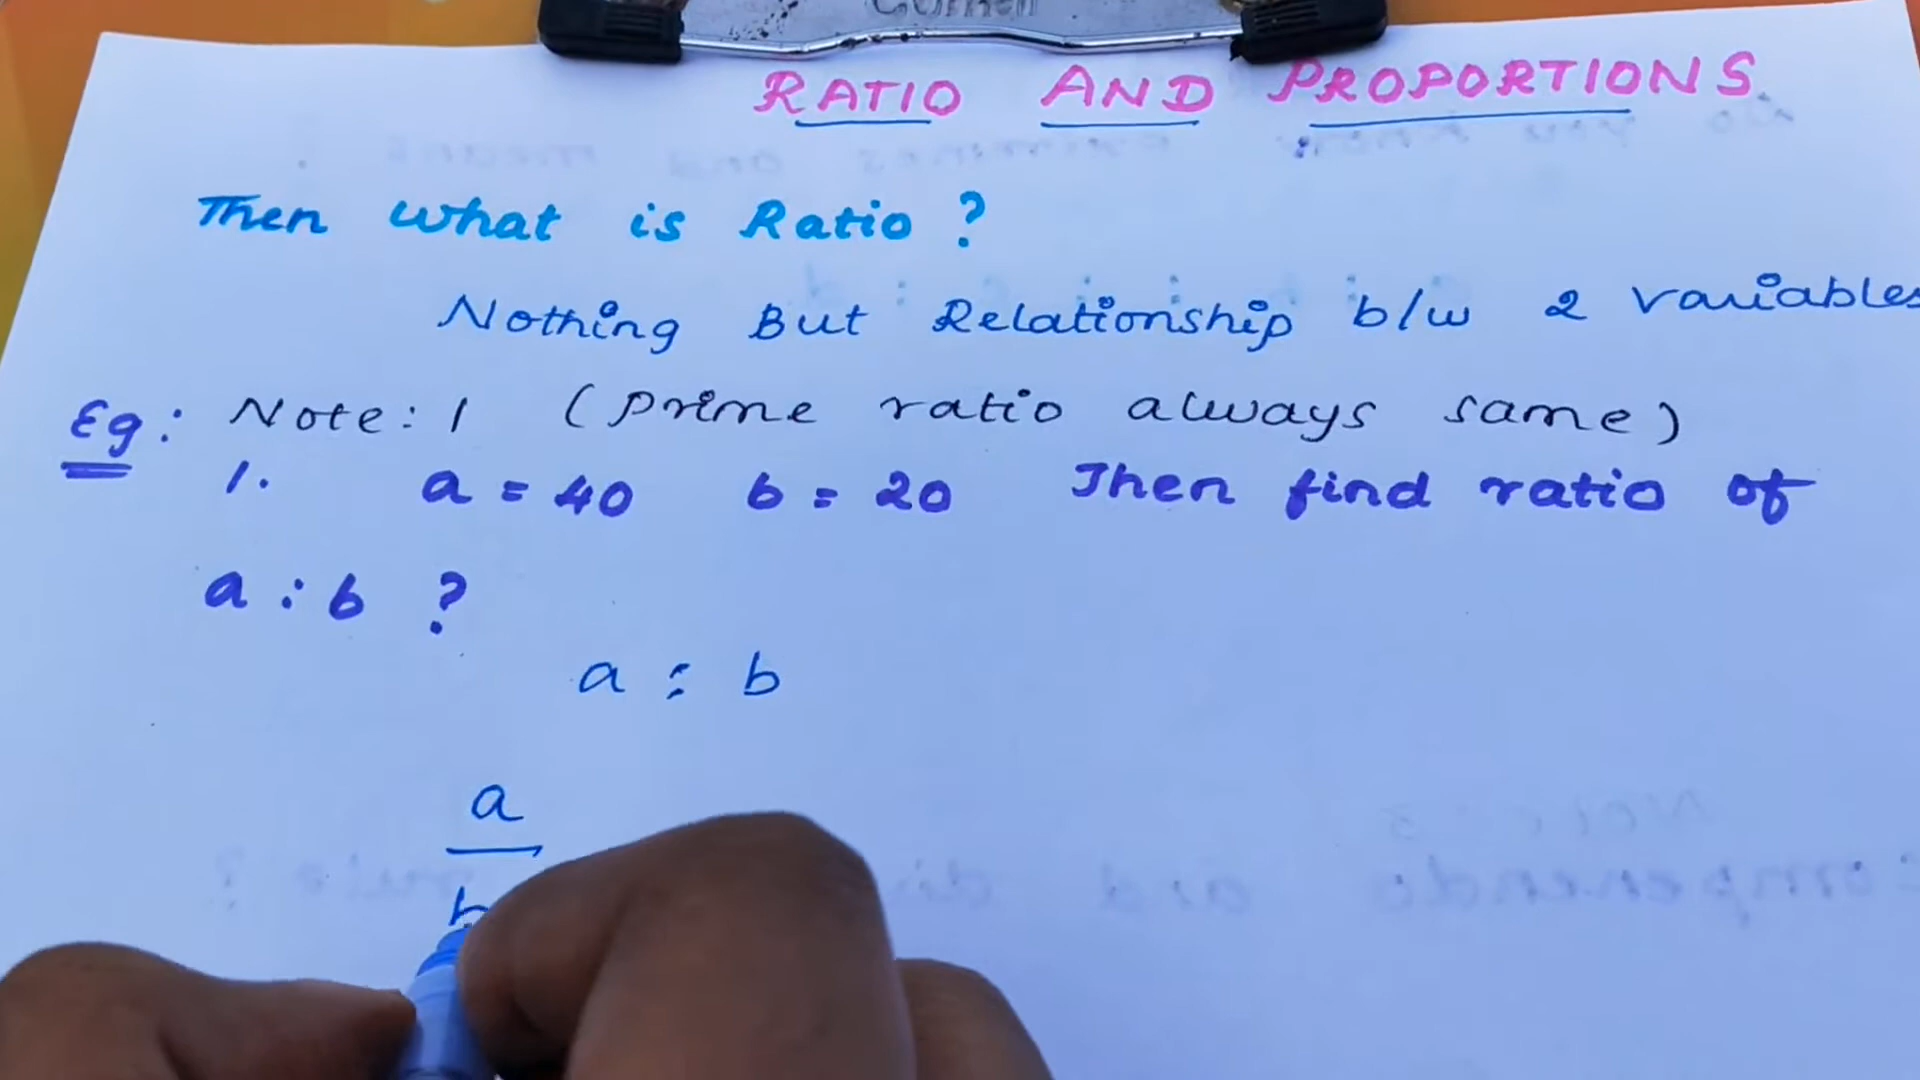 RATIO AND PROPORTIONS
Then What is Ratio ?
Nothing But Relationship b/w 2 variables
Eg: Note: 1 (prime ratio always same)
1. a = 40 b = 20 Then find ratio of
a : b ?
a : b
a
b